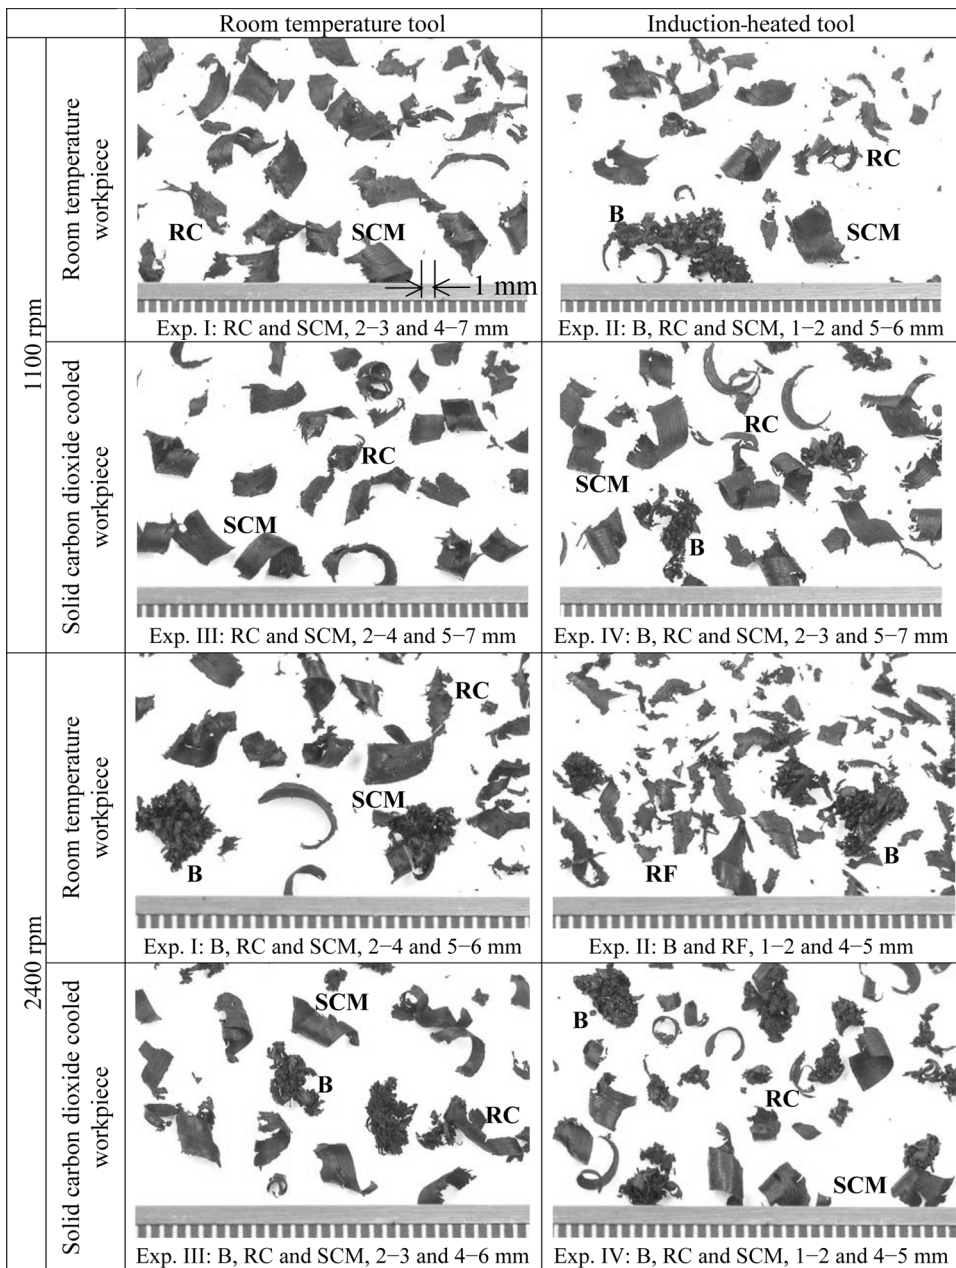 Room temperature tool
Induction-heated tool
1100 rpm
Room temperature
workpiece
RC
SCM
1 mm
Exp. I: RC and SCM, 2−3 and 4−7 mm
RC
B
SCM
Exp. II: B, RC and SCM, 1−2 and 5−6 mm
Solid carbon dioxide cooled
workpiece
RC
SCM
Exp. III: RC and SCM, 2−4 and 5−7 mm
RC
SCM
B
Exp. IV: B, RC and SCM, 2−3 and 5−7 mm
2400 rpm
Room temperature
workpiece
RC
SCM
B
Exp. I: B, RC and SCM, 2−4 and 5−6 mm
B
RF
Exp. II: B and RF, 1−2 and 4−5 mm
Solid carbon dioxide cooled
workpiece
SCM
B
RC
Exp. III: B, RC and SCM, 2−3 and 4−6 mm
B
RC
SCM
Exp. IV: B, RC and SCM, 1−2 and 4−5 mm